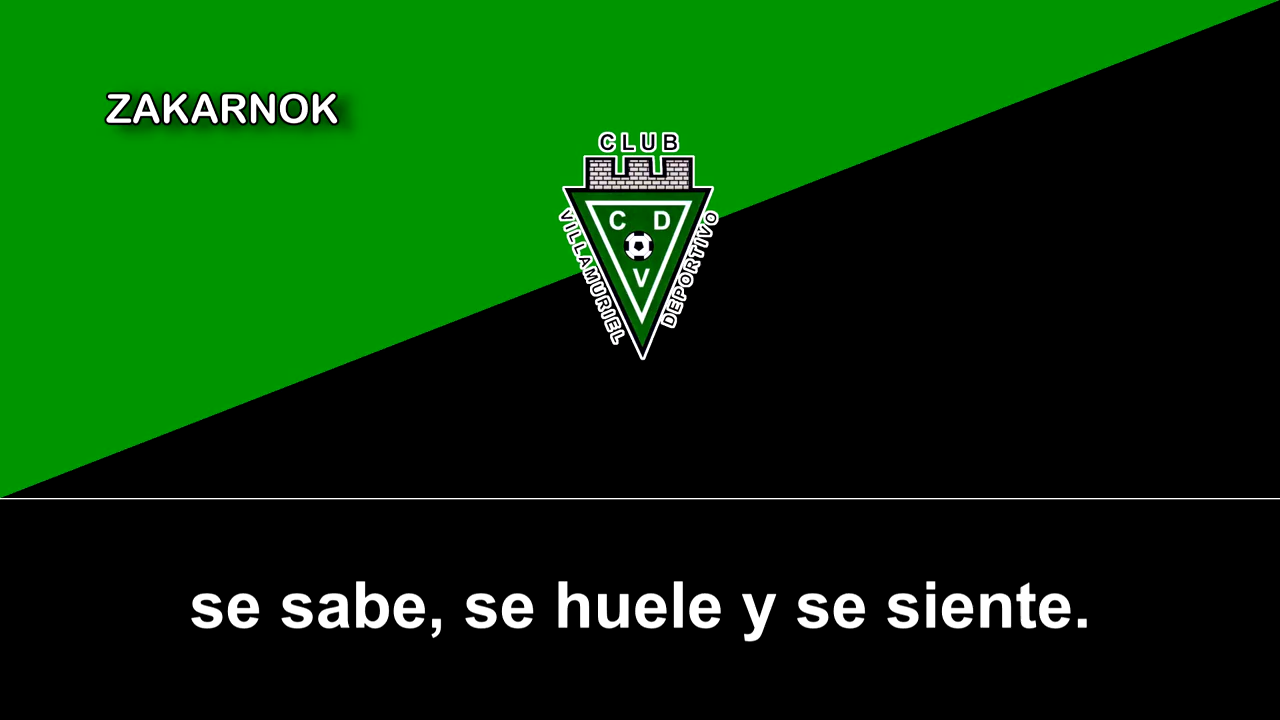 ZAKARNOK
CLUB
C D
V
VILLAMURIEL
DEPORTIVO
se sabe, se huele y se siente.